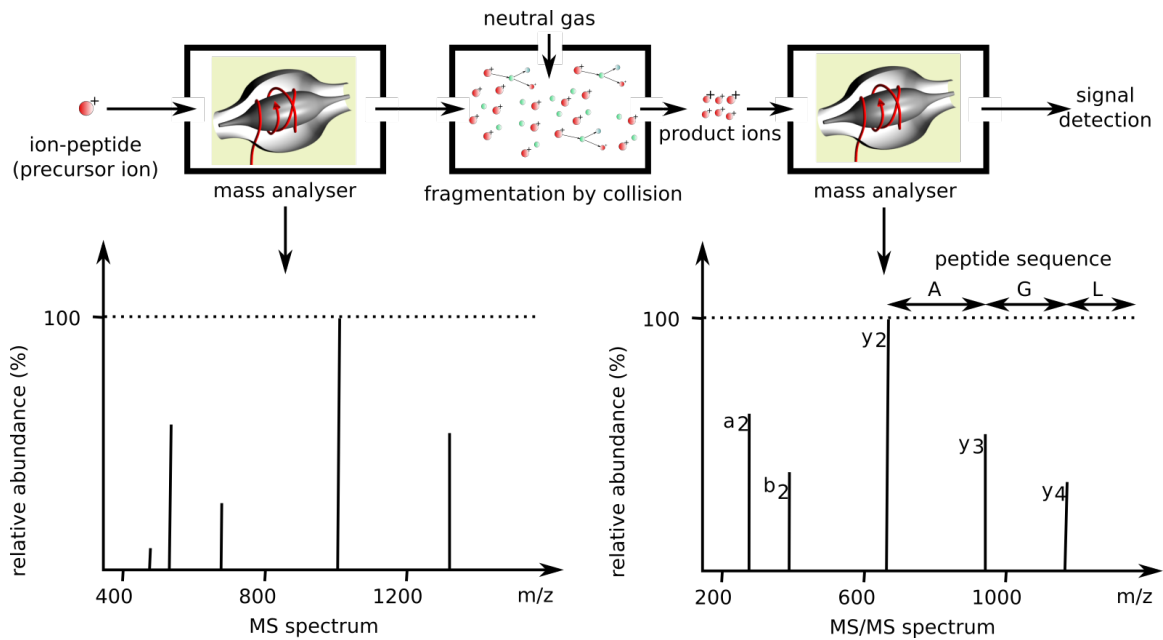 neutral gas
ion-peptide
(precursor ion)
mass analyser
fragmentation by collision
product ions
mass analyser
signal
detection
relative abundance (%)
100
400
800
1200
m/z
MS spectrum
peptide sequence
A
G
L
relative abundance (%)
100
a2
b2
y2
y3
y4
200
600
1000
m/z
MS/MS spectrum